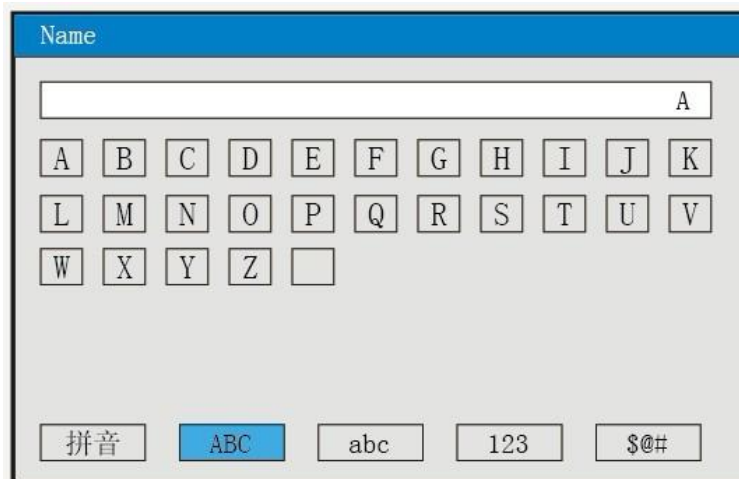 Name
A
A B C D E F G H I J K
L M N O P Q R S T U V
W X Y Z
拼音 ABC abc 123 $@#